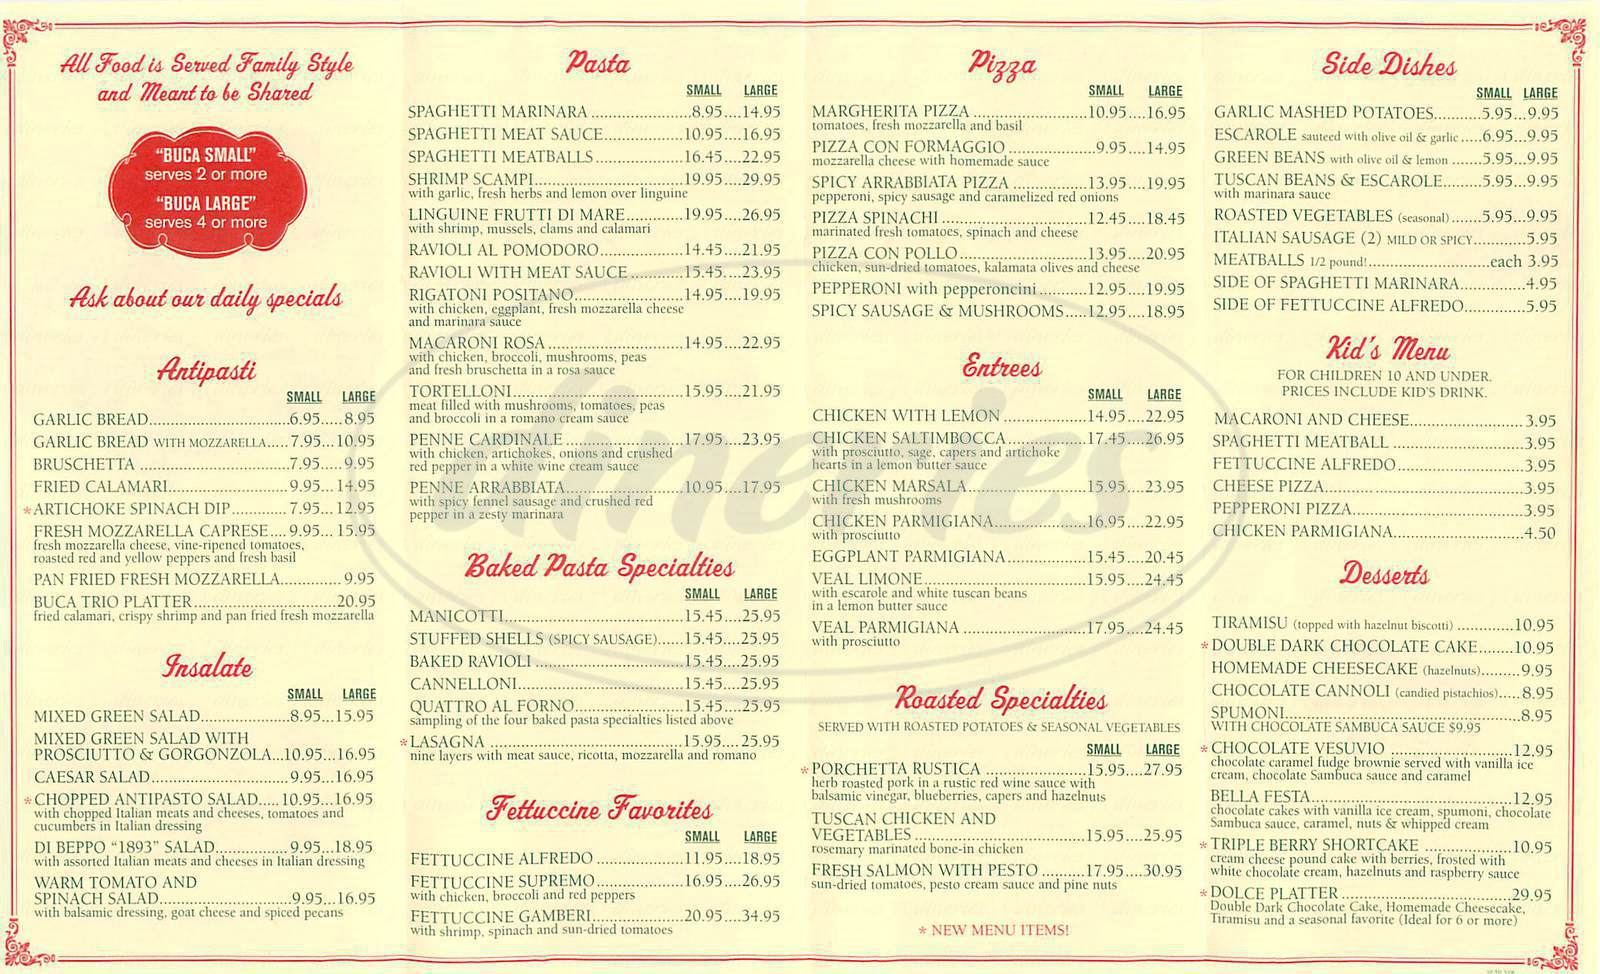 All Food is Served Family Style
and Meant to be Shared
"BUCA SMALL"
serves 2 or more
"BUCA LARGE"
serves 4 or more
Ask about our daily specials
Antipasti
SMALL LARGE
GARLIC BREAD.....6.95.....8.95
GARLIC BREAD WITH MOZZARELLA.....7.95...10.95
BRUSCHETTA .....7.95....9.95
FRIED CALAMARI.....9.95...14.95
*ARTICHOKE SPINACH DIP.....7.95...12.95
FRESH MOZZARELLA CAPRESE....9.95...15.95
fresh mozzarella cheese, vine-ripened tomatoes,
roasted red and yellow peppers and fresh basil
PAN FRIED FRESH MOZZARELLA.....9.95
BUCA TRIO PLATTER.....20.95
fried calamari, crispy shrimp and pan fried fresh mozzarella
Insalate
SMALL LARGE
MIXED GREEN SALAD.....8.95...15.95
MIXED GREEN SALAD WITH
PROSCIUTTO & GORGONZOLA...10.95...16.95
CAESAR SALAD.....9.95...16.95
*CHOPPED ANTIPASTO SALAD.....10.95...16.95
with chopped Italian meats and cheeses, tomatoes and
cucumbers in Italian dressing
DI BEPPO "1893" SALAD.....9.95...18.95
with assorted Italian meats and cheeses in Italian dressing
WARM TOMATO AND
SPINACH SALAD.....9.95...16.95
with balsamic dressing, goat cheese and spiced pecans
Pasta
SMALL LARGE
SPAGHETTI MARINARA .....8.95....14.95
SPAGHETTI MEAT SAUCE.....10.95....16.95
SPAGHETTI MEATBALLS.....16.45....22.95
SHRIMP SCAMPI.....19.95....29.95
with garlic, fresh herbs and lemon over linguine
LINGUINE FRUTTI DI MARE.....19.95....26.95
with shrimp, mussels, clams and calamari
RAVIOLI AL POMODORO.....14.45....21.95
RAVIOLI WITH MEAT SAUCE.....15.45....23.95
RIGATONI POSITANO.....14.95....19.95
with chicken, eggplant, fresh mozzarella cheese
and marinara sauce
MACARONI ROSA.....14.95....22.95
with chicken, broccoli, mushrooms, peas
and fresh bruschetta in a rosa sauce
TORTELLONI.....15.95....21.95
meat filled with mushrooms, tomatoes, peas
and broccoli in a romano cream sauce
PENNE CARDINALE.....17.95....23.95
with chicken, artichokes, onions and crushed
red pepper in a white wine cream sauce
PENNE ARRABBIATA.....10.95....17.95
with spicy fennel sausage and crushed red
pepper in a zesty marinara
Baked Pasta Specialties
SMALL LARGE
MANICOTTI.....15.45....25.95
STUFFED SHELLS (SPICY SAUSAGE).....15.45....25.95
BAKED RAVIOLI.....15.45....25.95
CANNELLONI.....15.45....25.95
QUATTRO AL FORNO.....15.45....25.95
sampling of the four baked pasta specialties listed above
*LASAGNA .....15.95....25.95
nine layers with meat sauce, ricotta, mozzarella and romano
Fettuccine Favorites
SMALL LARGE
FETTUCCINE ALFREDO.....11.95....18.95
FETTUCCINE SUPREMO.....16.95....26.95
with chicken, broccoli and red peppers
FETTUCCINE GAMBERI.....20.95....34.95
with shrimp, spinach and sun-dried tomatoes
Pizza
SMALL LARGE
MARGHERITA PIZZA .....10.95....16.95
tomatoes, fresh mozzarella and basil
PIZZA CON FORMAGGIO .....9.95....14.95
mozzarella cheese with homemade sauce
SPICY ARRABBIATA PIZZA .....13.95....19.95
pepperoni, spicy sausage and caramelized red onions
PIZZA SPINACHI.....12.45....18.45
marinated fresh tomatoes, spinach and cheese
PIZZA CON POLLO.....13.95....20.95
chicken, sun-dried tomatoes, kalamata olives and cheese
PEPPERONI with pepperoncini.....12.95....19.95
SPICY SAUSAGE & MUSHROOMS.....12.95....18.95
Entrees
SMALL LARGE
CHICKEN WITH LEMON.....14.95....22.95
CHICKEN SALTIMBOCCA.....17.45....26.95
with prosciutto, sage, capers and artichoke
hearts in a lemon butter sauce
CHICKEN MARSALA.....15.95....23.95
with fresh mushrooms
CHICKEN PARMIGIANA.....16.95....22.95
with prosciutto
EGGPLANT PARMIGIANA.....15.45....20.45
VEAL LIMONE.....15.95....24.45
with escarole and white tuscan beans
in a lemon butter sauce
VEAL PARMIGIANA.....17.95....24.45
with prosciutto
Roasted Specialties
SERVED WITH ROASTED POTATOES & SEASONAL VEGETABLES
SMALL LARGE
*PORCHETTA RUSTICA .....15.95....27.95
herb roasted pork in a rustic red wine sauce with
balsamic vinegar, blueberries, capers and hazelnuts
TUSCAN CHICKEN AND
VEGETABLES.....15.95....25.95
rosemary marinated bone-in chicken
FRESH SALMON WITH PESTO.....17.95....30.95
sun-dried tomatoes, pesto cream sauce and pine nuts
* NEW MENU ITEMS!
Side Dishes
SMALL LARGE
GARLIC MASHED POTATOES.....5.95...9.95
ESCAROLE sauteed with olive oil & garlic.....6.95...9.95
GREEN BEANS with olive oil & lemon.....5.95...9.95
TUSCAN BEANS & ESCAROLE.....5.95...9.95
with marinara sauce
ROASTED VEGETABLES (seasonal).....5.95...9.95
ITALIAN SAUSAGE (2) MILD OR SPICY.....5.95
MEATBALLS 1/2 pound!.....each 3.95
SIDE OF SPAGHETTI MARINARA.....4.95
SIDE OF FETTUCCINE ALFREDO.....5.95
Kid's Menu
FOR CHILDREN 10 AND UNDER.
PRICES INCLUDE KID'S DRINK.
MACARONI AND CHEESE.....3.95
SPAGHETTI MEATBALL .....3.95
FETTUCCINE ALFREDO.....3.95
CHEESE PIZZA.....3.95
PEPPERONI PIZZA.....3.95
CHICKEN PARMIGIANA.....4.50
Desserts
TIRAMISU (topped with hazelnut biscotti) .....10.95
*DOUBLE DARK CHOCOLATE CAKE.....10.95
HOMEMADE CHEESECAKE (hazelnuts).....9.95
CHOCOLATE CANNOLI (candied pistachios).....8.95
SPUMONI.....8.95
WITH CHOCOLATE SAMBUCA SAUCE $9.95
*CHOCOLATE VESUVIO .....12.95
chocolate caramel fudge brownie served with vanilla ice
cream, chocolate Sambuca sauce and caramel
BELLA FESTA.....12.95
chocolate cakes with vanilla ice cream, spumoni, chocolate
Sambuca sauce, caramel, nuts & whipped cream
*TRIPLE BERRY SHORTCAKE .....10.95
cream cheese pound cake with berries, frosted with
white chocolate cream, hazelnuts and raspberry sauce
*DOLCE PLATTER.....29.95
Double Dark Chocolate Cake, Homemade Cheesecake,
Tiramisu and a seasonal favorite (Ideal for 6 or more)
dineries